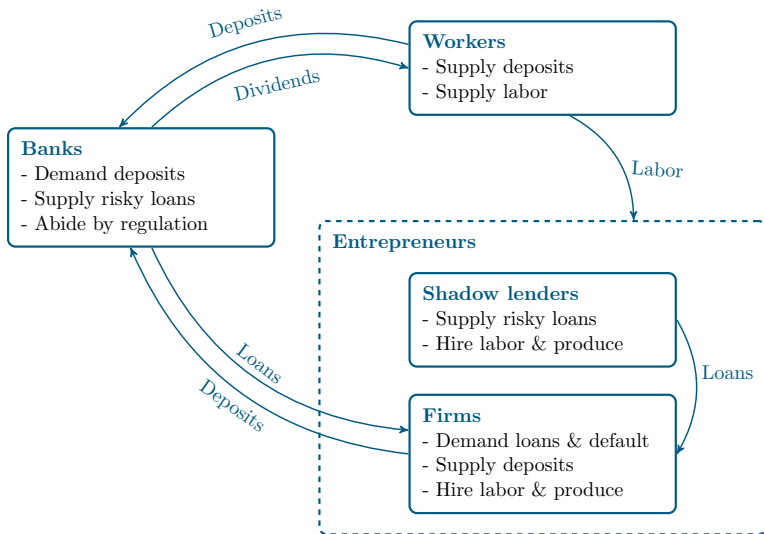 Deposits
Dividends
Workers
- Supply deposits
- Supply labor
Banks
- Demand deposits
- Supply risky loans
- Abide by regulation
Labor
Entrepreneurs
Shadow lenders
- Supply risky loans
- Hire labor & produce
Loans
Loans
Deposits
Firms
- Demand loans & default
- Supply deposits
- Hire labor & produce